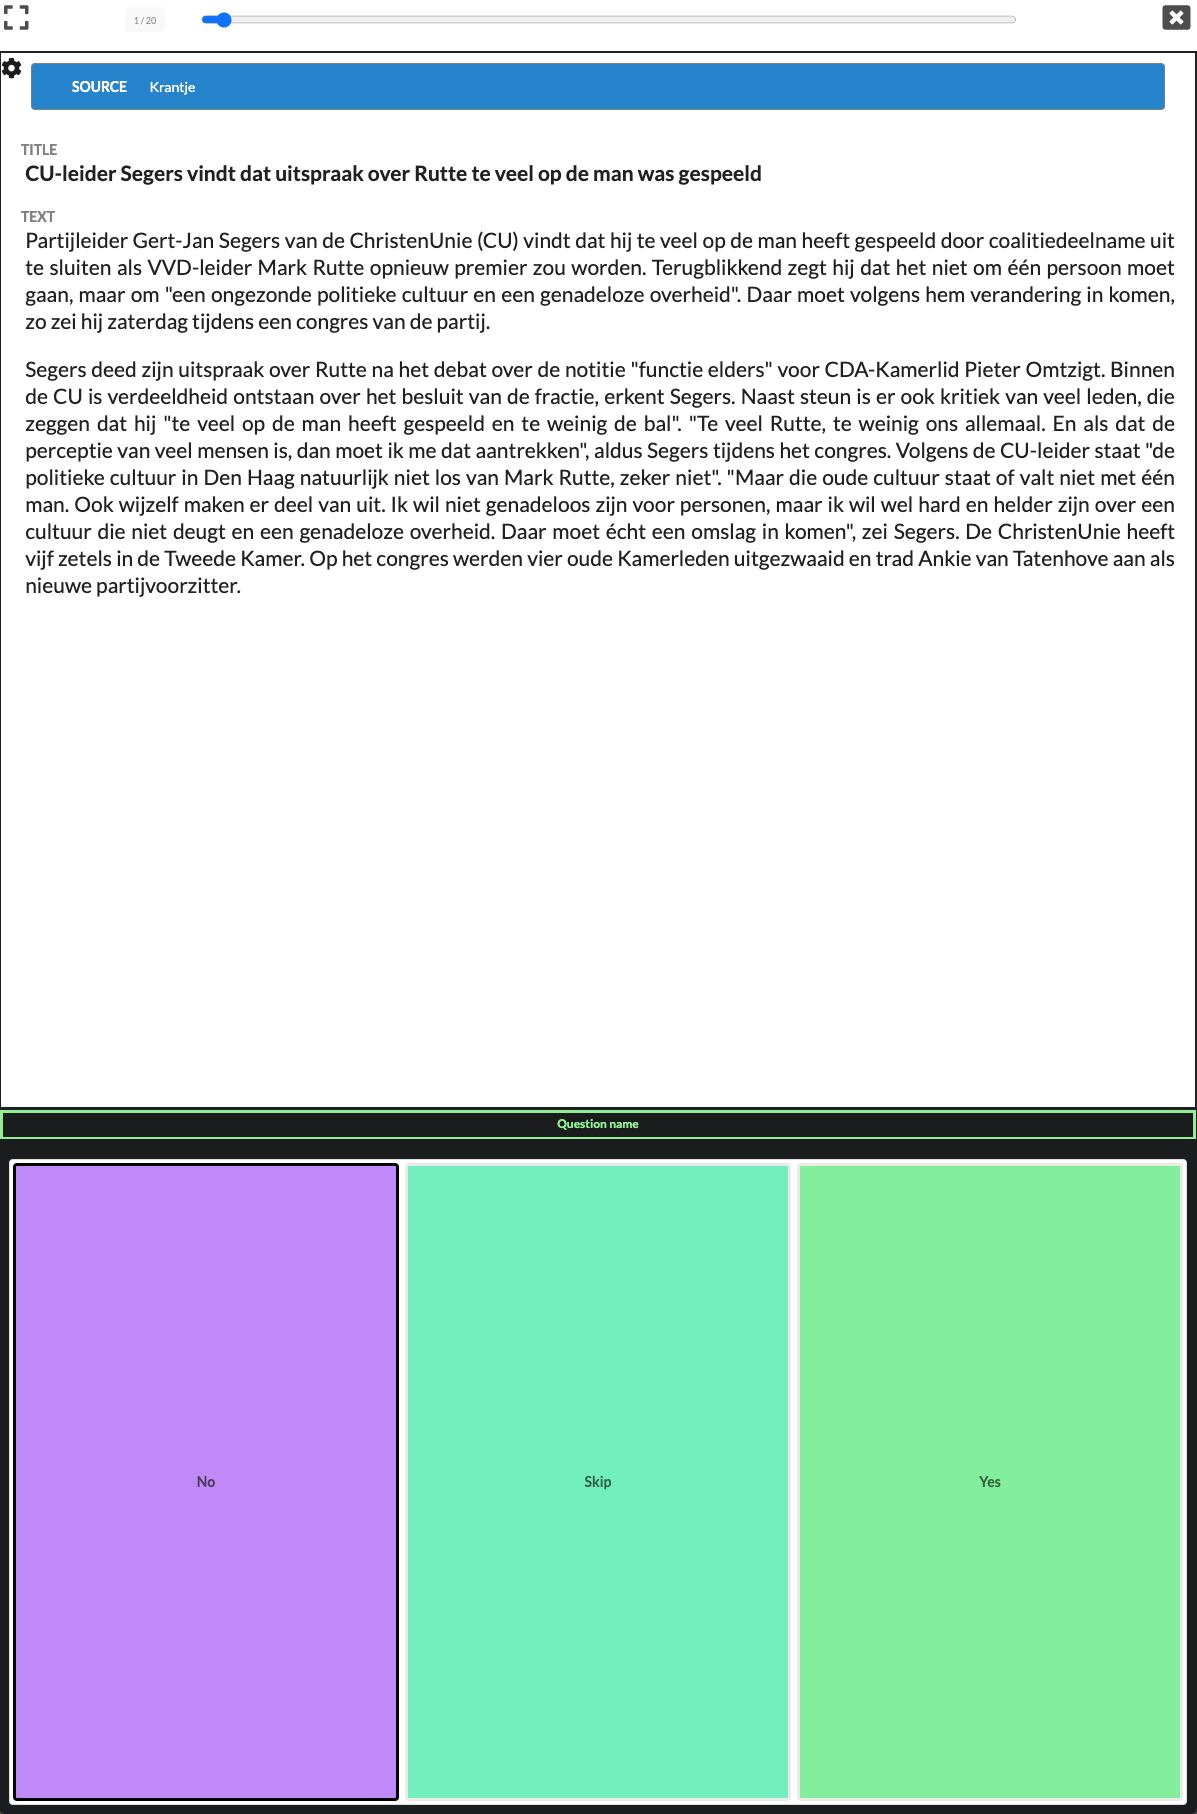 1 / 20
SOURCE Krantje
TITLE
CU-leider Segers vindt dat uitspraak over Rutte te veel op de man was gespeeld
TEXT
Partijleider Gert-Jan Segers van de ChristenUnie (CU) vindt dat hij te veel op de man heeft gespeeld door coalitiedeelname uit
te sluiten als VVD-leider Mark Rutte opnieuw premier zou worden. Terugblikkend zegt hij dat het niet om één persoon moet
gaan, maar om "een ongezonde politieke cultuur en een genadeloze overheid". Daar moet volgens hem verandering in komen,
zo zei hij zaterdag tijdens een congres van de partij.
Segers deed zijn uitspraak over Rutte na het debat over de notitie "functie elders" voor CDA-Kamerlid Pieter Omtzigt. Binnen
de CU is verdeeldheid ontstaan over het besluit van de fractie, erkent Segers. Naast steun is er ook kritiek van veel leden, die
zeggen dat hij "te veel op de man heeft gespeeld en te weinig de bal". "Te veel Rutte, te weinig ons allemaal. En als dat de
perceptie van veel mensen is, dan moet ik me dat aantrekken", aldus Segers tijdens het congres. Volgens de CU-leider staat "de
politieke cultuur in Den Haag natuurlijk niet los van Mark Rutte, zeker niet". "Maar die oude cultuur staat of valt niet met één
man. Ook wijzelf maken er deel van uit. Ik wil niet genadeloos zijn voor personen, maar ik wil wel hard en helder zijn over een
cultuur die niet deugt en een genadeloze overheid. Daar moet écht een omslag in komen", zei Segers. De ChristenUnie heeft
vijf zetels in de Tweede Kamer. Op het congres werden vier oude Kamerleden uitgezwaaid en trad Ankie van Tatenhove aan als
nieuwe partijvoorzitter.
Question name
No
Skip
Yes